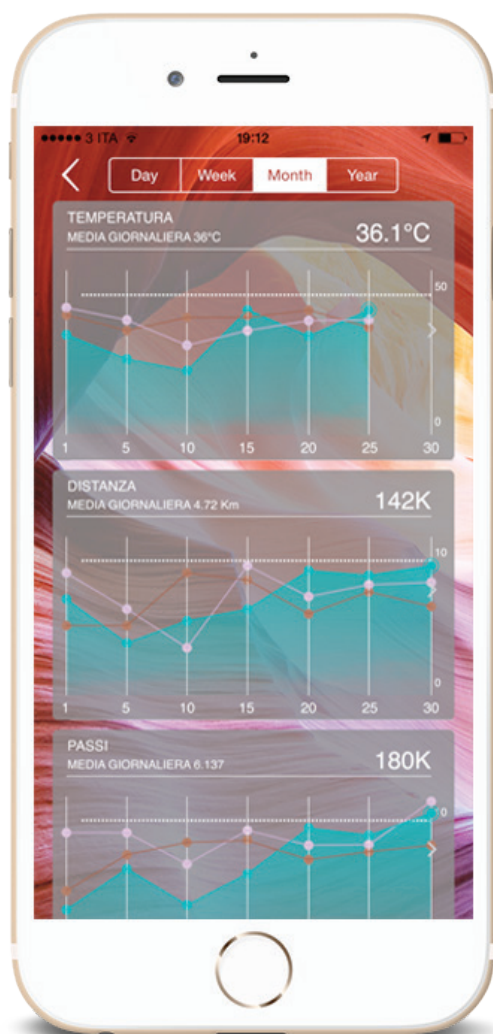 3 ITA 19:12
Day Week Month Year
TEMPERATURA
MEDIA GIORNALIERA 36°C 36.1°C
50
0
1 5 10 15 20 25 30
DISTANZA
MEDIA GIORNALIERA 4.72 Km 142K
10
0
1 5 10 15 20 25 30
PASSI
MEDIA GIORNALIERA 6.137 180K
0